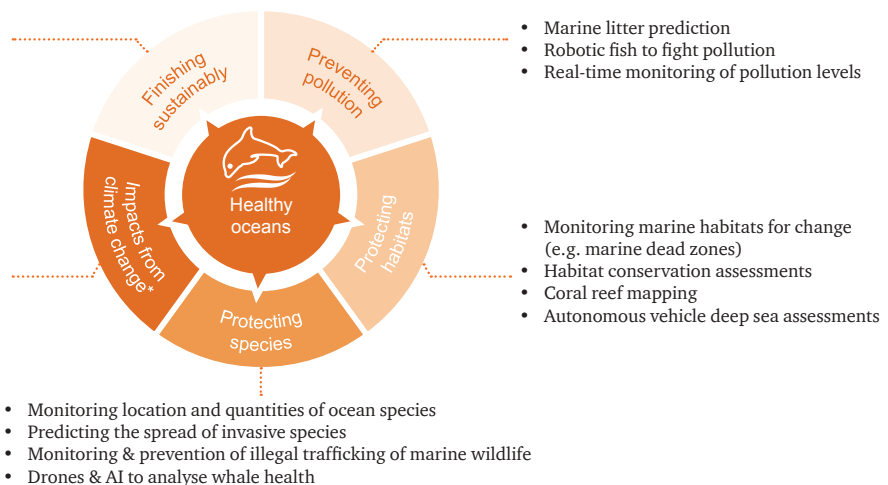 Finishing
sustainably
Preventing
pollution
• Marine litter prediction
• Robotic fish to fight pollution
• Real-time monitoring of pollution levels
Healthy
oceans
Impacts from
climate change*
Protecting
habitats
• Monitoring marine habitats for change
(e.g. marine dead zones)
• Habitat conservation assessments
• Coral reef mapping
• Autonomous vehicle deep sea assessments
Protecting
species
• Monitoring location and quantities of ocean species
• Predicting the spread of invasive species
• Monitoring & prevention of illegal trafficking of marine wildlife
• Drones & AI to analyse whale health